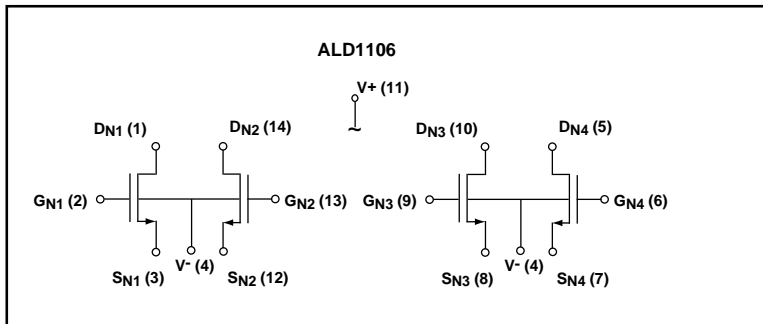 ALD1106
V+ (11)
~
DN1 (1) DN2 (14) DN3 (10) DN4 (5)
GN1 (2) GN2 (13) GN3 (9) GN4 (6)
V- (4) V- (4)
SN1 (3) SN2 (12) SN3 (8) SN4 (7)